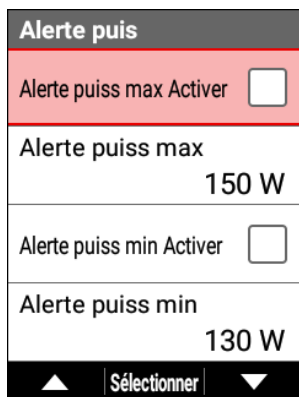 Alerte puis
Alerte puiss max Activer
Alerte puiss max
150 W
Alerte puiss min Activer
Alerte puiss min
130 W
Sélectionner